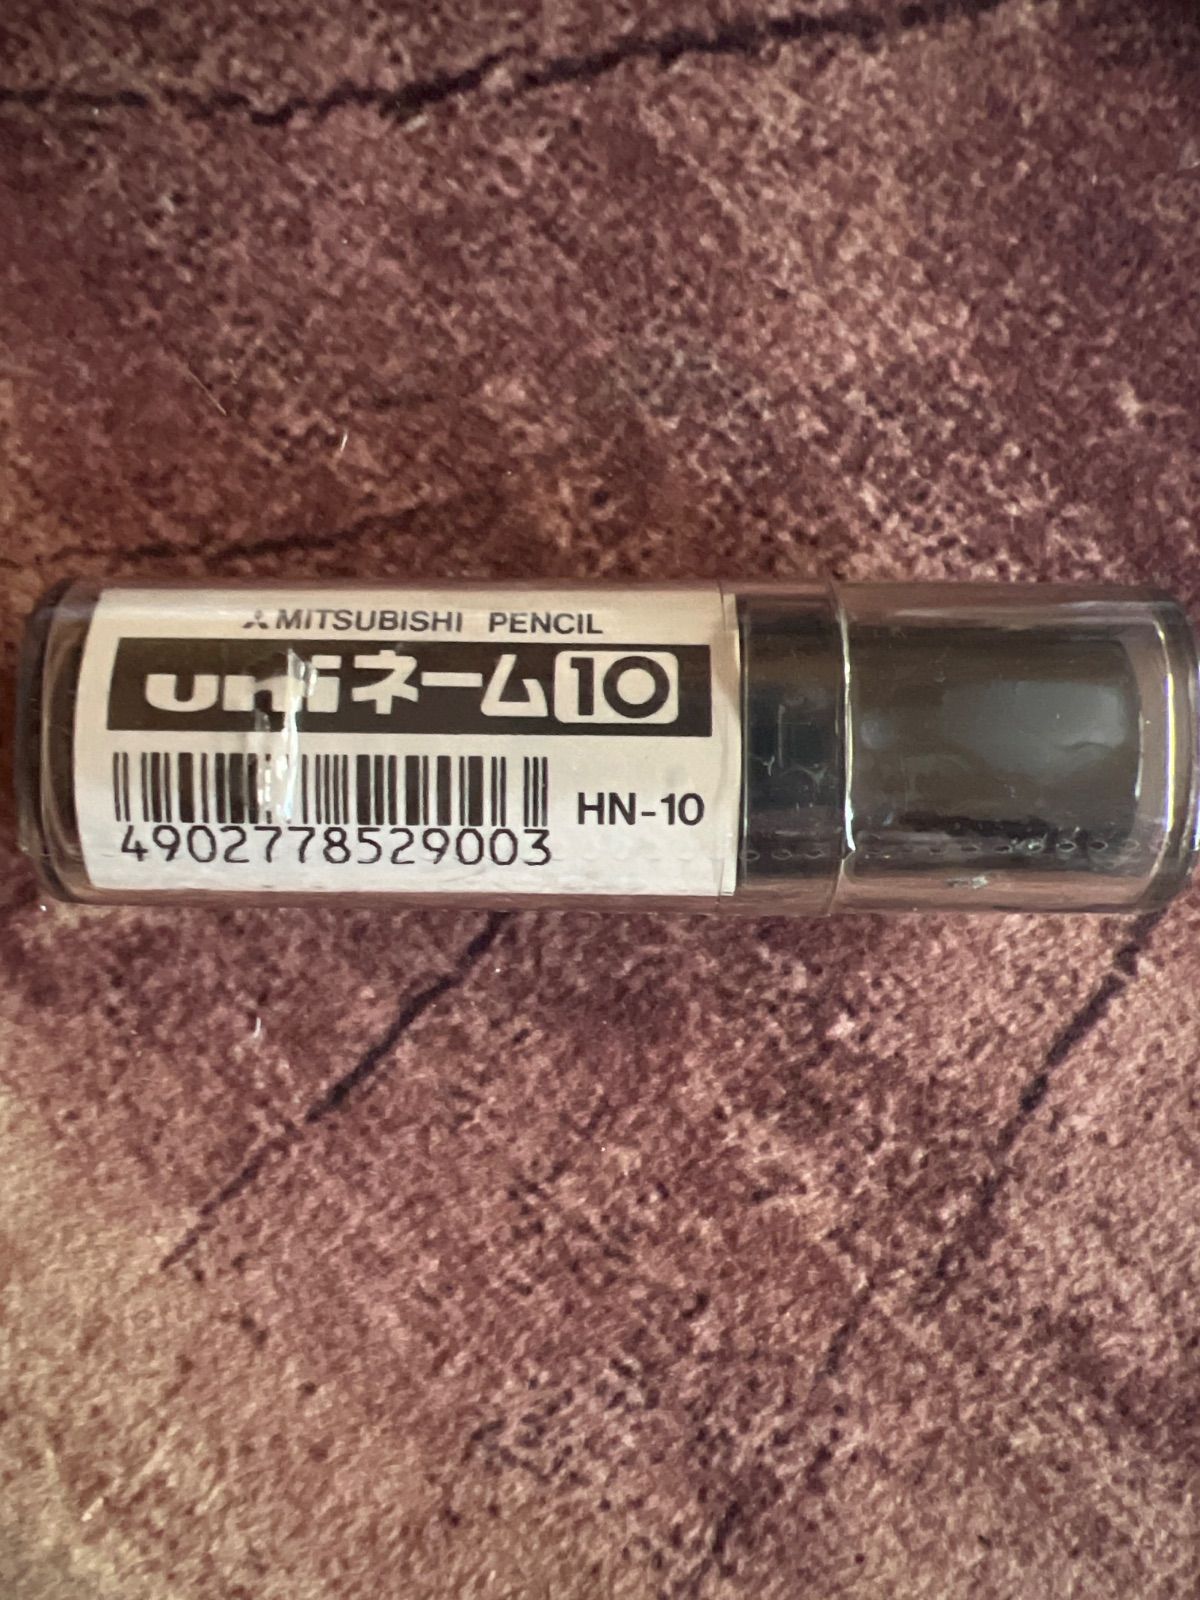 MITSUBISHI PENCIL
uniネーム10
HN-10
4902778529003